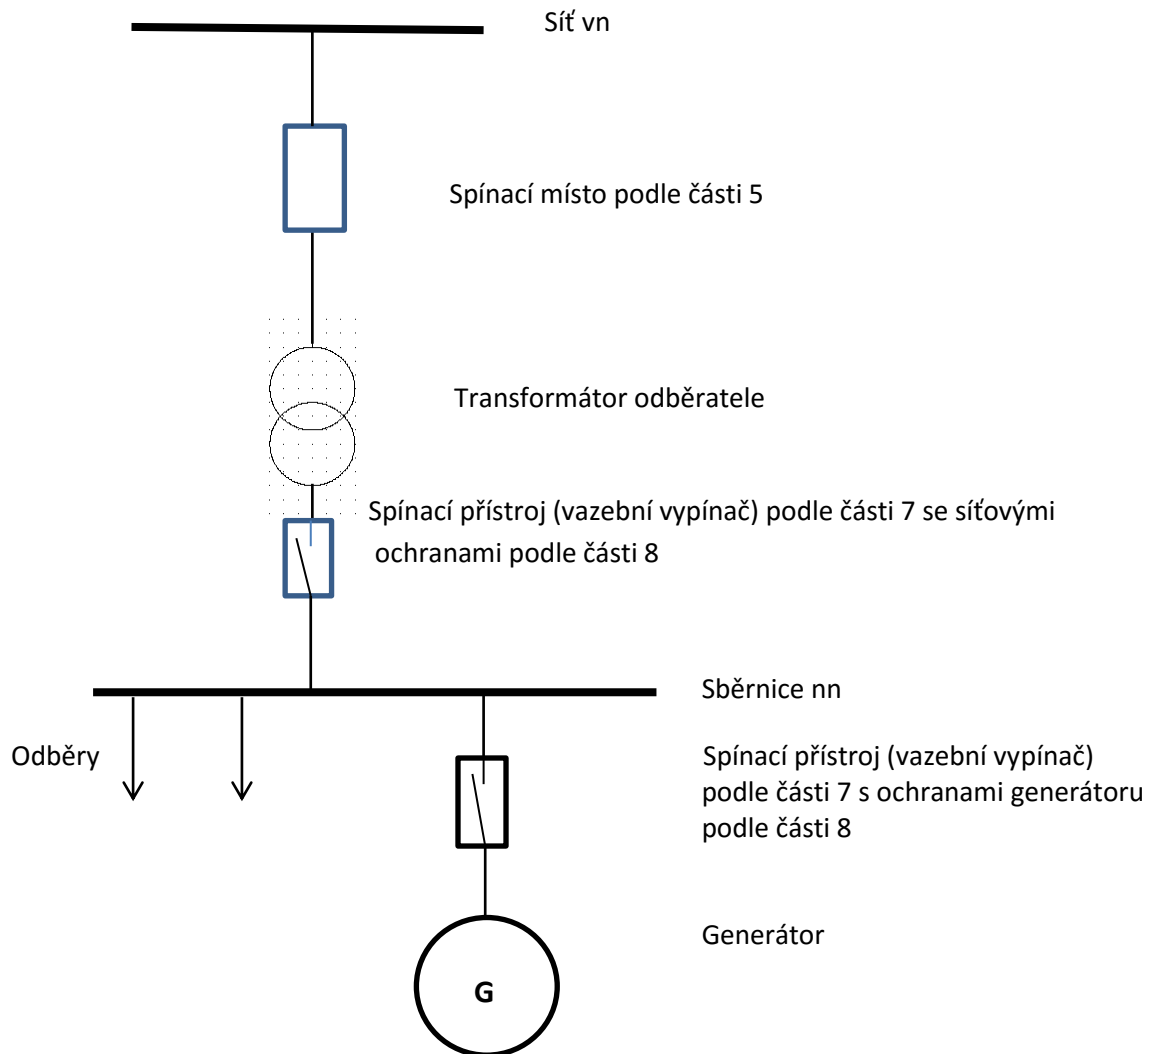 Síť vn
Spínací místo podle části 5
Transformátor odběratele
Spínací přístroj (vazební vypínač) podle části 7 se síťovými
ochranami podle části 8
Sběrnice nn
Odběry
Spínací přístroj (vazební vypínač)
podle části 7 s ochranami generátoru
podle části 8
Generátor
G